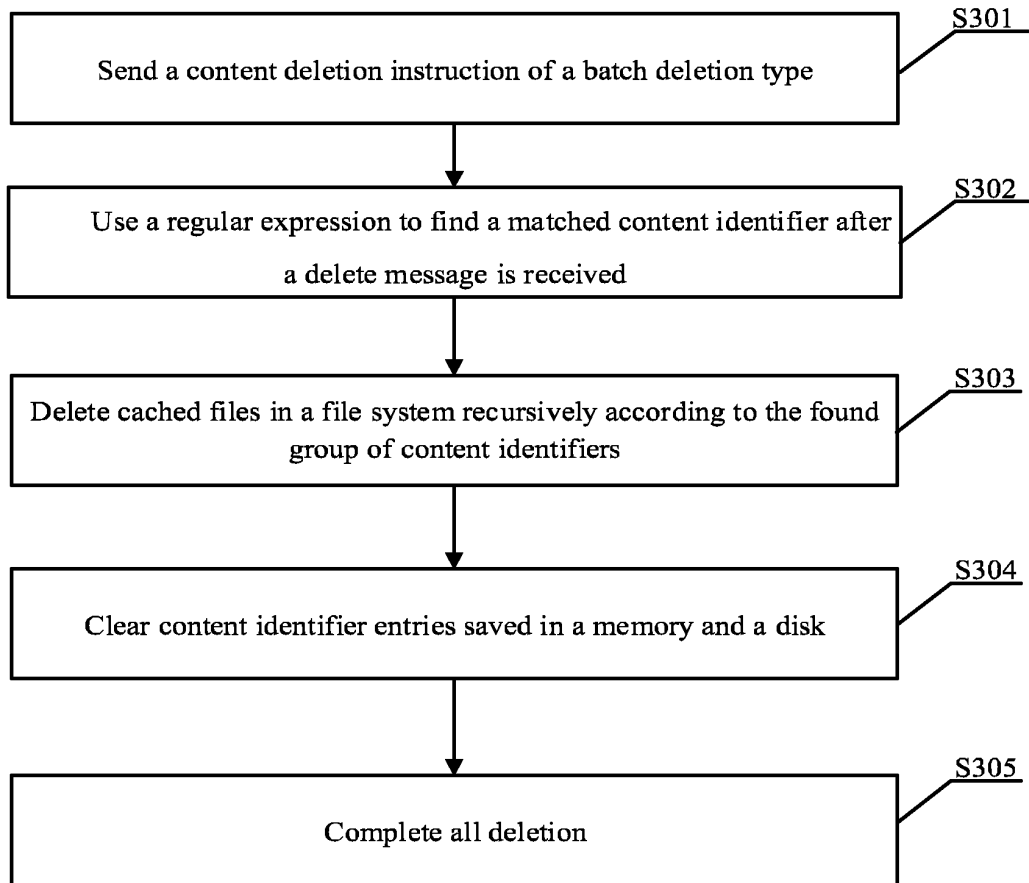 S301
Send a content deletion instruction of a batch deletion type
S302
Use a regular expression to find a matched content identifier after
a delete message is received
S303
Delete cached files in a file system recursively according to the found
group of content identifiers
S304
Clear content identifier entries saved in a memory and a disk
S305
Complete all deletion